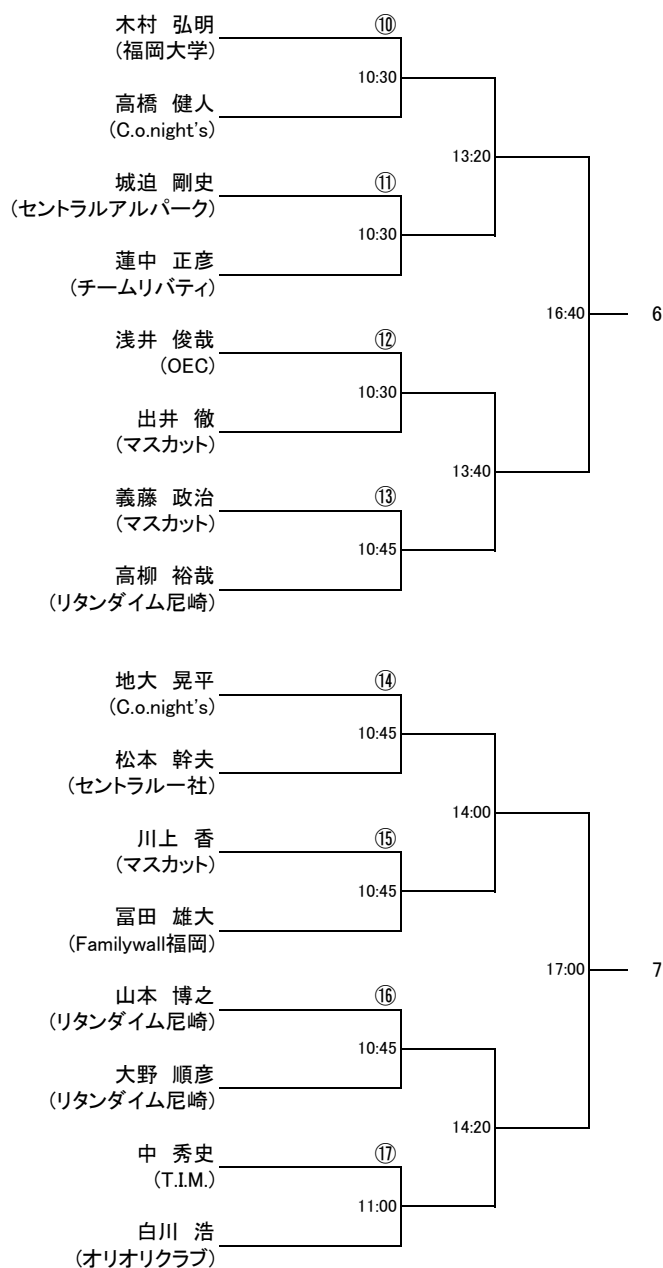 木村 弘明
(福岡大学)
⑩
10:30
高橋 健人
(C.o.night's)
13:20
城迫 剛史
(セントラルアルパーク)
⑪
10:30
蓮中 正彦
(チームリバティ)
16:40
6
浅井 俊哉
(OEC)
⑫
10:30
出井 徹
(マスカット)
13:40
義藤 政治
(マスカット)
⑬
10:45
高柳 裕哉
(リタンダイム尼崎)
地大 晃平
(C.o.night's)
⑭
10:45
松本 幹夫
(セントラル一社)
14:00
川上 香
(マスカット)
⑮
10:45
冨田 雄大
(Familywall福岡)
17:00
7
山本 博之
(リタンダイム尼崎)
⑯
10:45
大野 順彦
(リタンダイム尼崎)
14:20
中 秀史
(T.I.M.)
⑰
11:00
白川 浩
(オリオリクラブ)